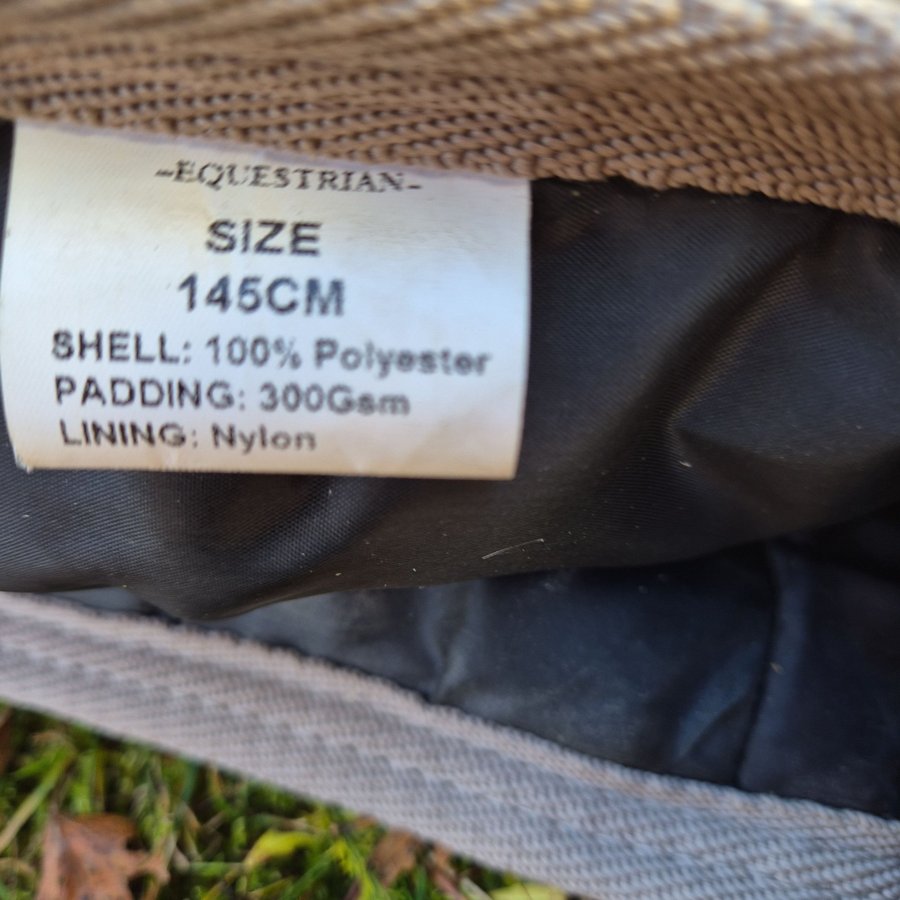 -EQUESTRIAN-
SIZE
145CM
SHELL: 100% Polyester
PADDING: 300Gsm
LINING: Nylon